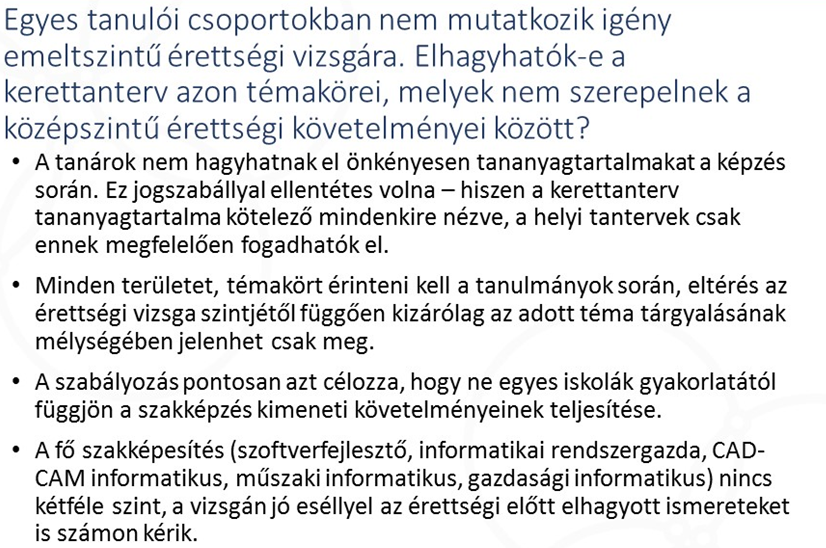 Egyes tanulói csoportokban nem mutatkozik igény
emeltszintű érettségi vizsgára. Elhagyhatók-e a
kerettanterv azon témakörei, melyek nem szerepelnek a
középszintű érettségi követelményei között?
• A tanárok nem hagyhatnak el önkényesen tananyagtartalmakat a képzés
során. Ez jogszabállyal ellentétes volna – hiszen a kerettanterv
tananyagtartalma kötelező mindenkire nézve, a helyi tantervek csak
ennek megfelelően fogadhatók el.
• Minden területet, témakört érinteni kell a tanulmányok során, eltérés az
érettségi vizsga szintjétől függően kizárólag az adott téma tárgyalásának
mélységében jelenhet csak meg.
• A szabályozás pontosan azt célozza, hogy ne egyes iskolák gyakorlatától
függjön a szakképzés kimeneti követelményeinek teljesítése.
• A fő szakképesítés (szoftverfejlesztő, informatikai rendszergazda, CAD-
CAM informatikus, műszaki informatikus, gazdasági informatikus) nincs
kétféle szint, a vizsgán jó eséllyel az érettségi előtt elhagyott ismereteket
is számon kérik.